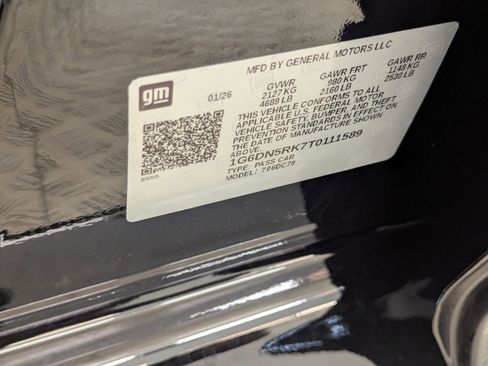 gm
MFD BY GENERAL MOTORS LLC
01/26
GVWR GAWR FRT GAWR RR
2127 KG 980 KG 1148 KG
4689 LB 2160 LB 2530 LB
THIS VEHICLE CONFORMS TO ALL
APPLICABLE U.S. FEDERAL MOTOR
VEHICLE SAFETY, BUMPER, AND THEFT
PREVENTION STANDARDS IN EFFECT ON
THE DATE OF MANUFACTURE SHOWN
ABOVE.
1G6DN5RK7T0111589
TYPE: PASS CAR
MODEL: 796DC79
8555